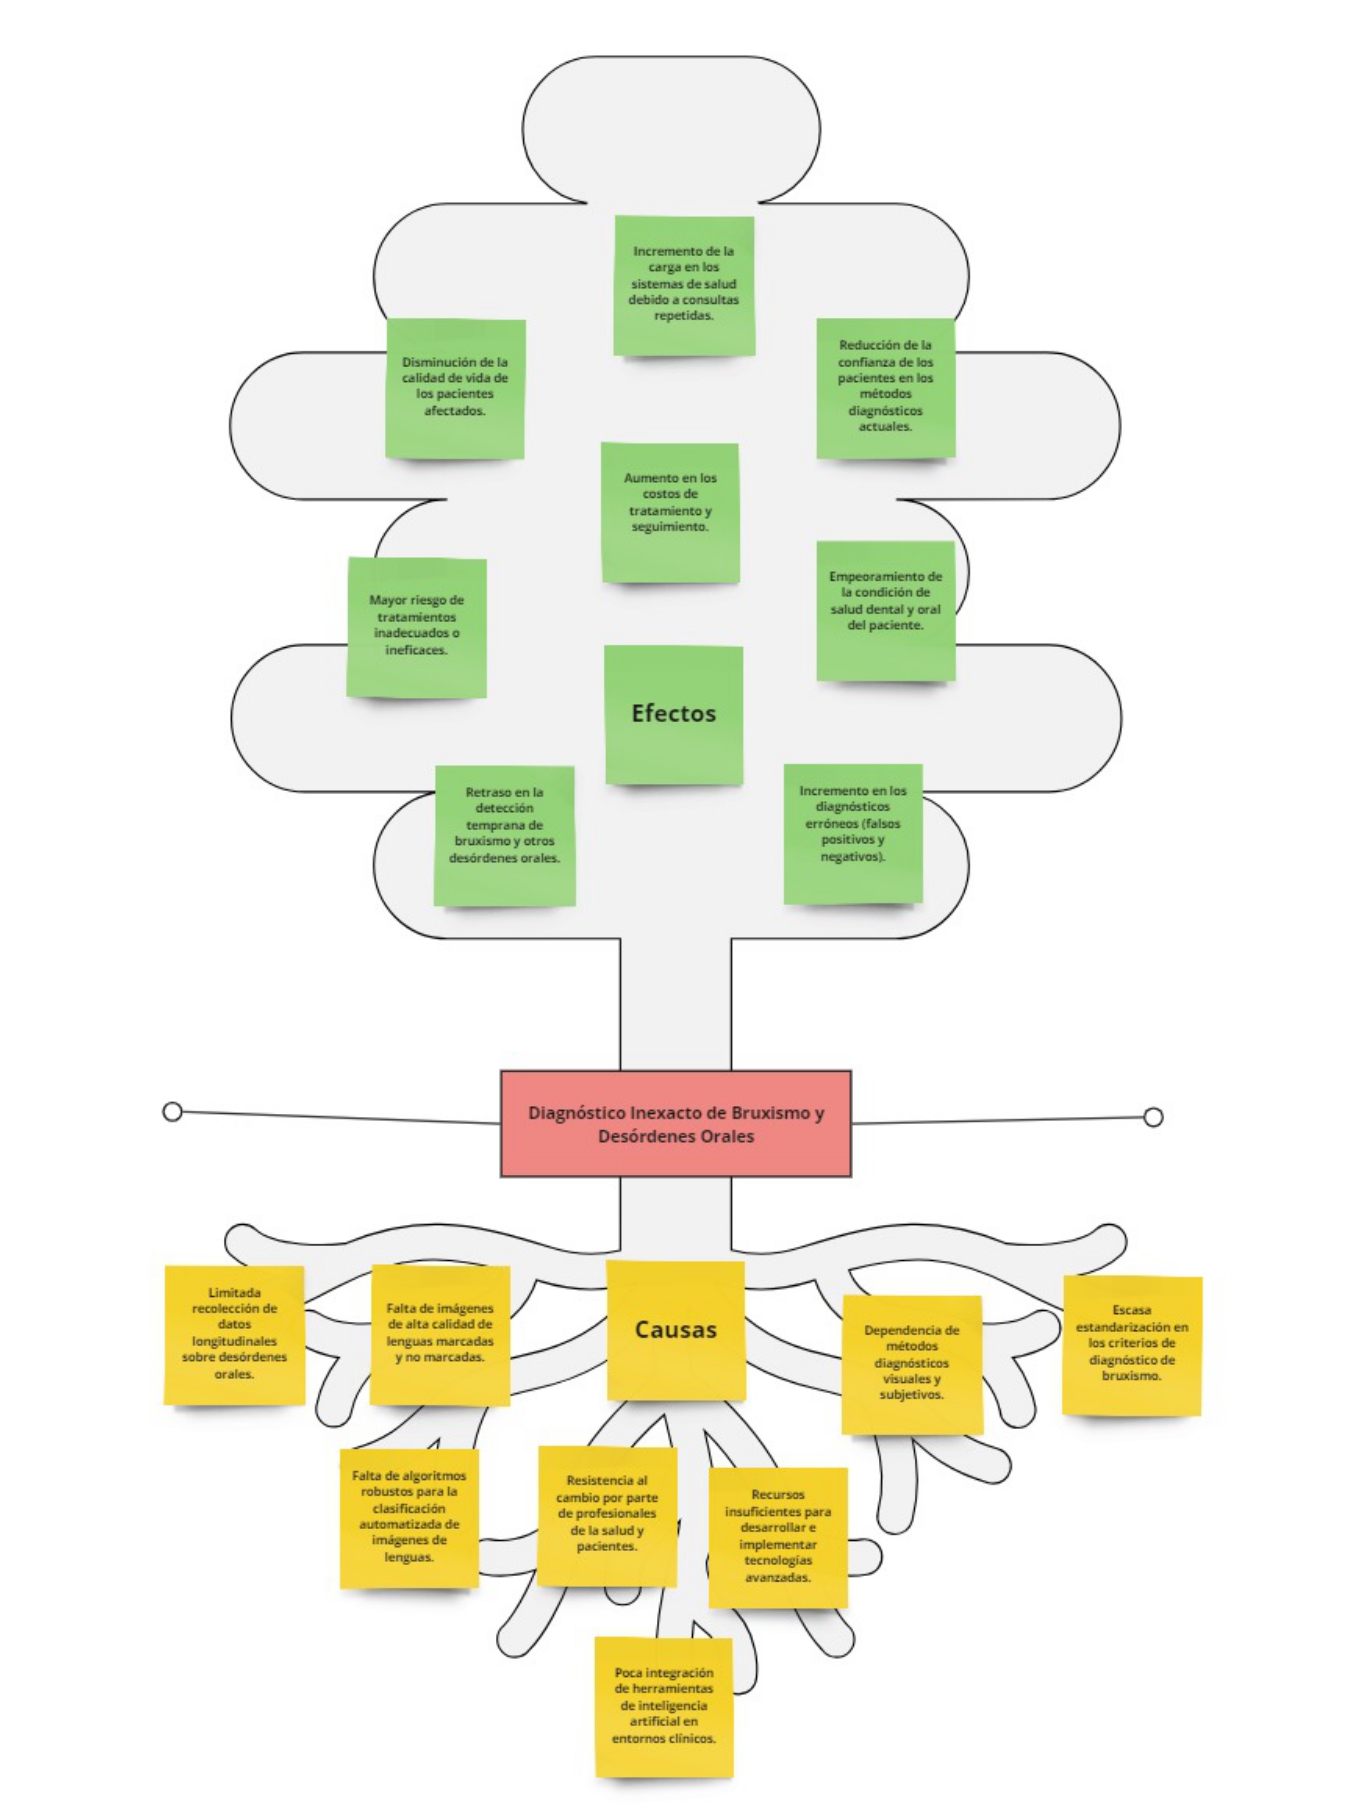 Incremento de la
carga en los
sistemas de salud
debido a consultas
repetidas.
Disminución de la
calidad de vida de
los pacientes
afectados.
Reducción de la
confianza de los
pacientes en los
métodos
diagnósticos
actuales.
Aumento en los
costos de
tratamiento y
seguimiento.
Mayor riesgo de
tratamientos
inadecuados o
ineficaces.
Empeoramiento de
la condición de
salud dental y oral
del paciente.
Efectos
Retraso en la
detección
temprana de
bruxismo y otros
desórdenes orales.
Incremento en los
diagnósticos
erróneos (falsos
positivos y
negativos).
Diagnóstico Inexacto de Bruxismo y
Desórdenes Orales
Limitada
recolección de
datos
longitudinales
sobre desórdenes
orales.
Falta de imágenes
de alta calidad de
lenguas marcadas
y no marcadas.
Causas
Dependencia de
métodos
diagnósticos
visuales y
subjetivos.
Escasa
estandarización en
los criterios de
diagnóstico de
bruxismo.
Falta de algoritmos
robustos para la
clasificación
automatizada de
imágenes de
lenguas.
Resistencia al
cambio por parte
de profesionales
de la salud y
pacientes.
Recursos
insuficientes para
desarrollar e
implementar
tecnologías
avanzadas.
Poca integración
de herramientas
de inteligencia
artificial en
entornos clínicos.